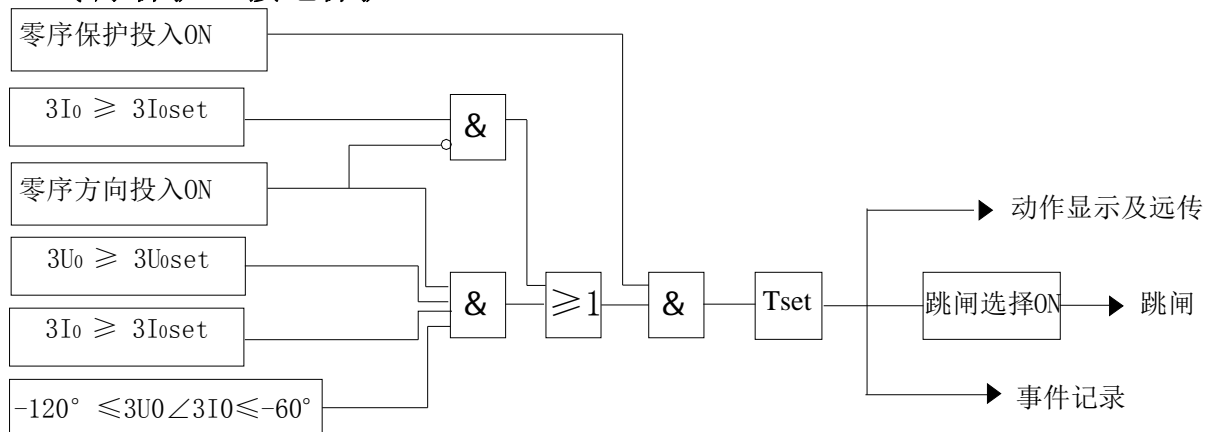 零序保护投入ON
3I0 ≥ 3I0set
&
零序方向投入ON
动作显示及远传
3U0 ≥ 3U0set
&
≥1
&
Tset
跳闸选择ON
跳闸
3I0 ≥ 3I0set
-120° ≤3U0∠3I0≤-60°
事件记录